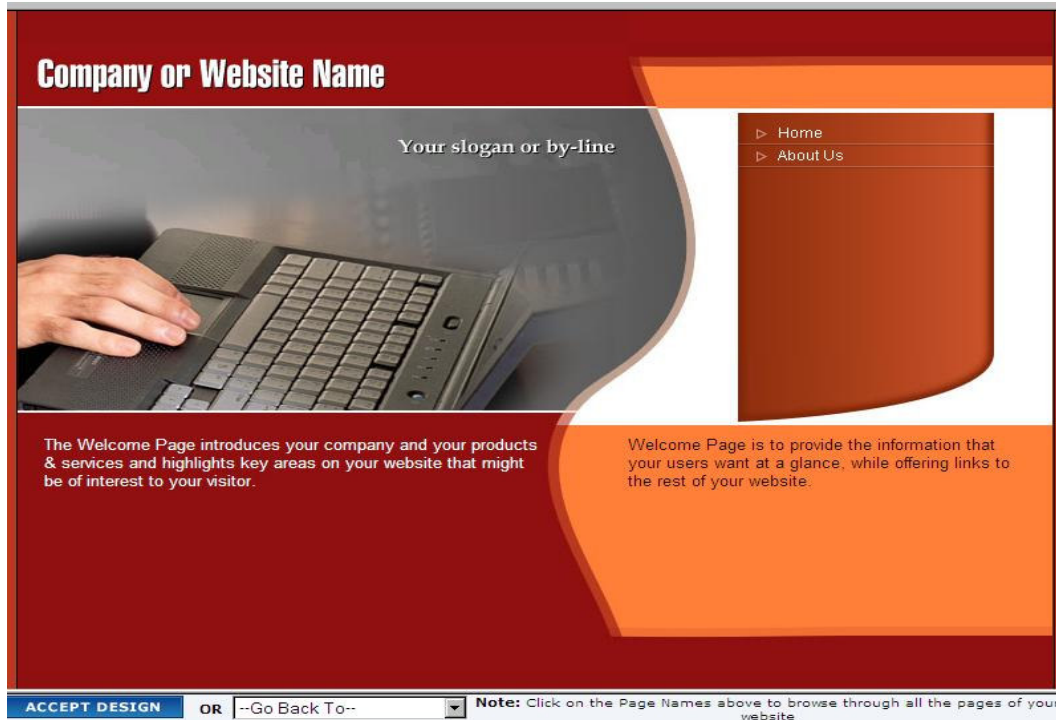 Company or Website Name
Your slogan or by-line
Home
About Us
The Welcome Page introduces your company and your products
& services and highlights key areas on your website that might
be of interest to your visitor.
Welcome Page is to provide the information that
your users want at a glance, while offering links to
the rest of your website.
ACCEPT DESIGN OR --Go Back To-- Note: Click on the Page Names above to browse through all the pages of your
website